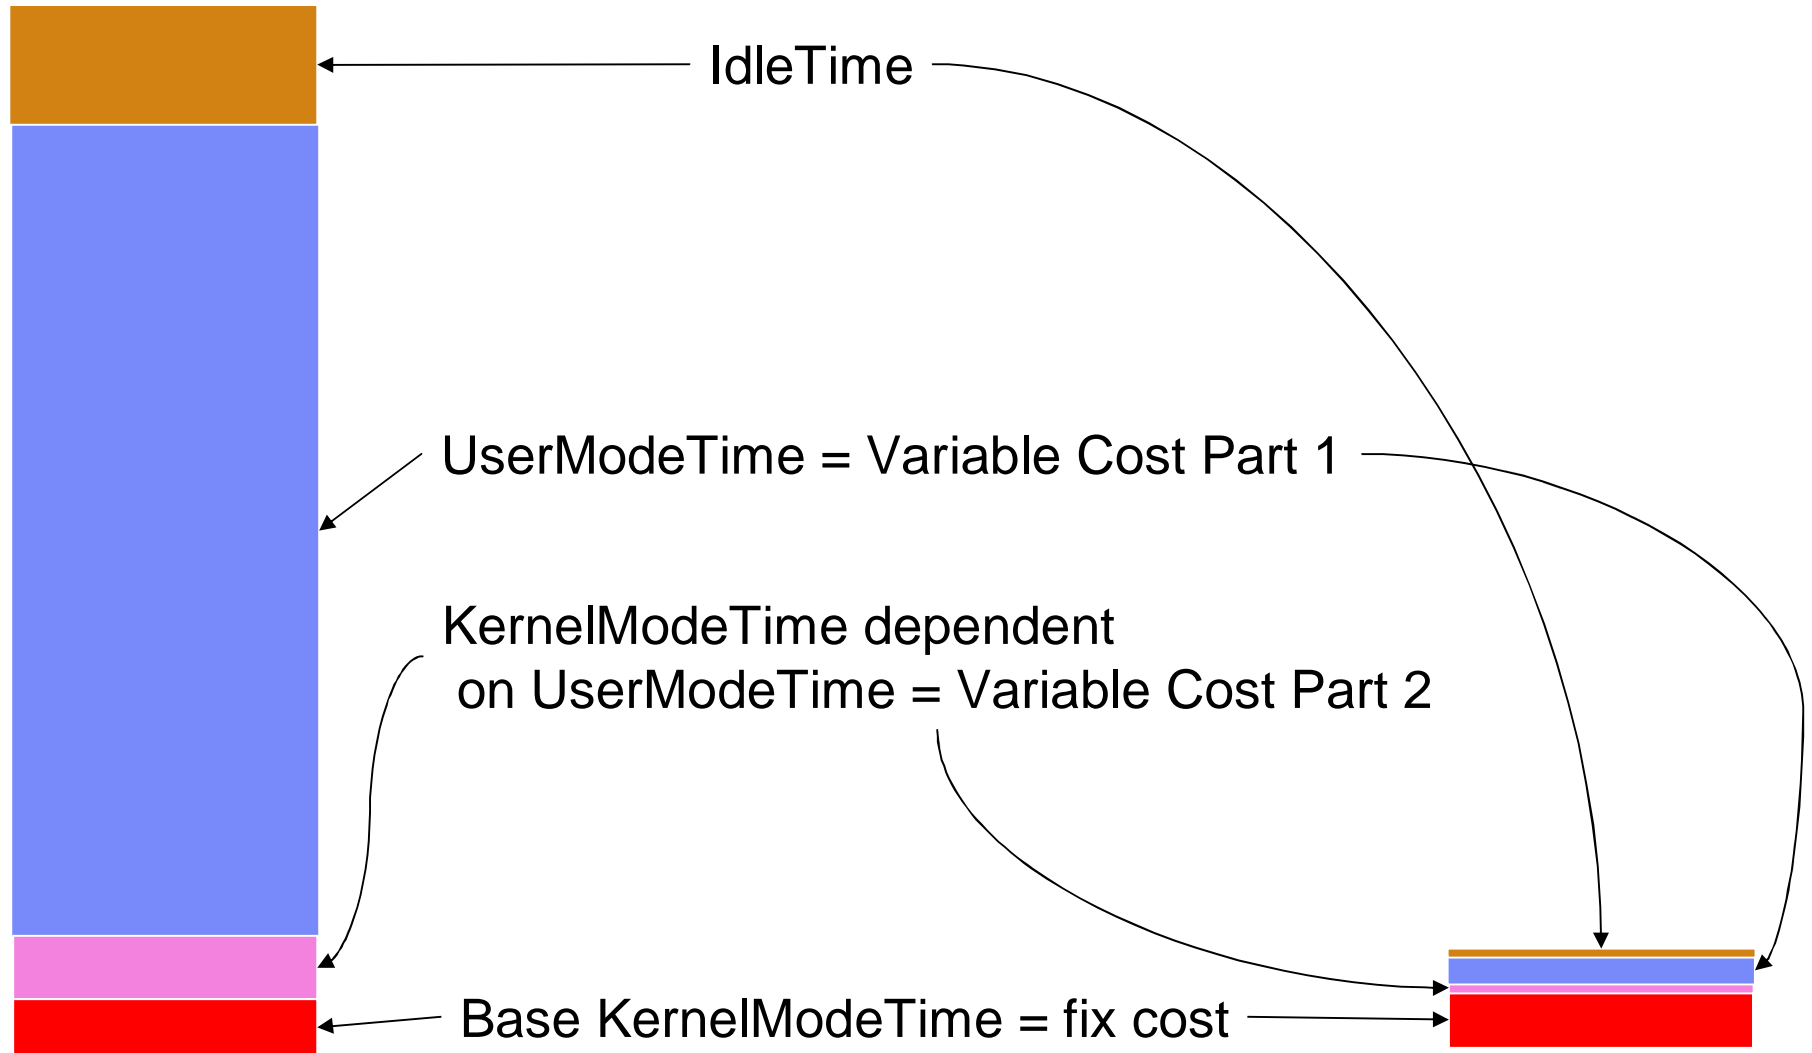 IdleTime
UserModeTime = Variable Cost Part 1
KernelModeTime dependent
on UserModeTime = Variable Cost Part 2
Base KernelModeTime = fix cost